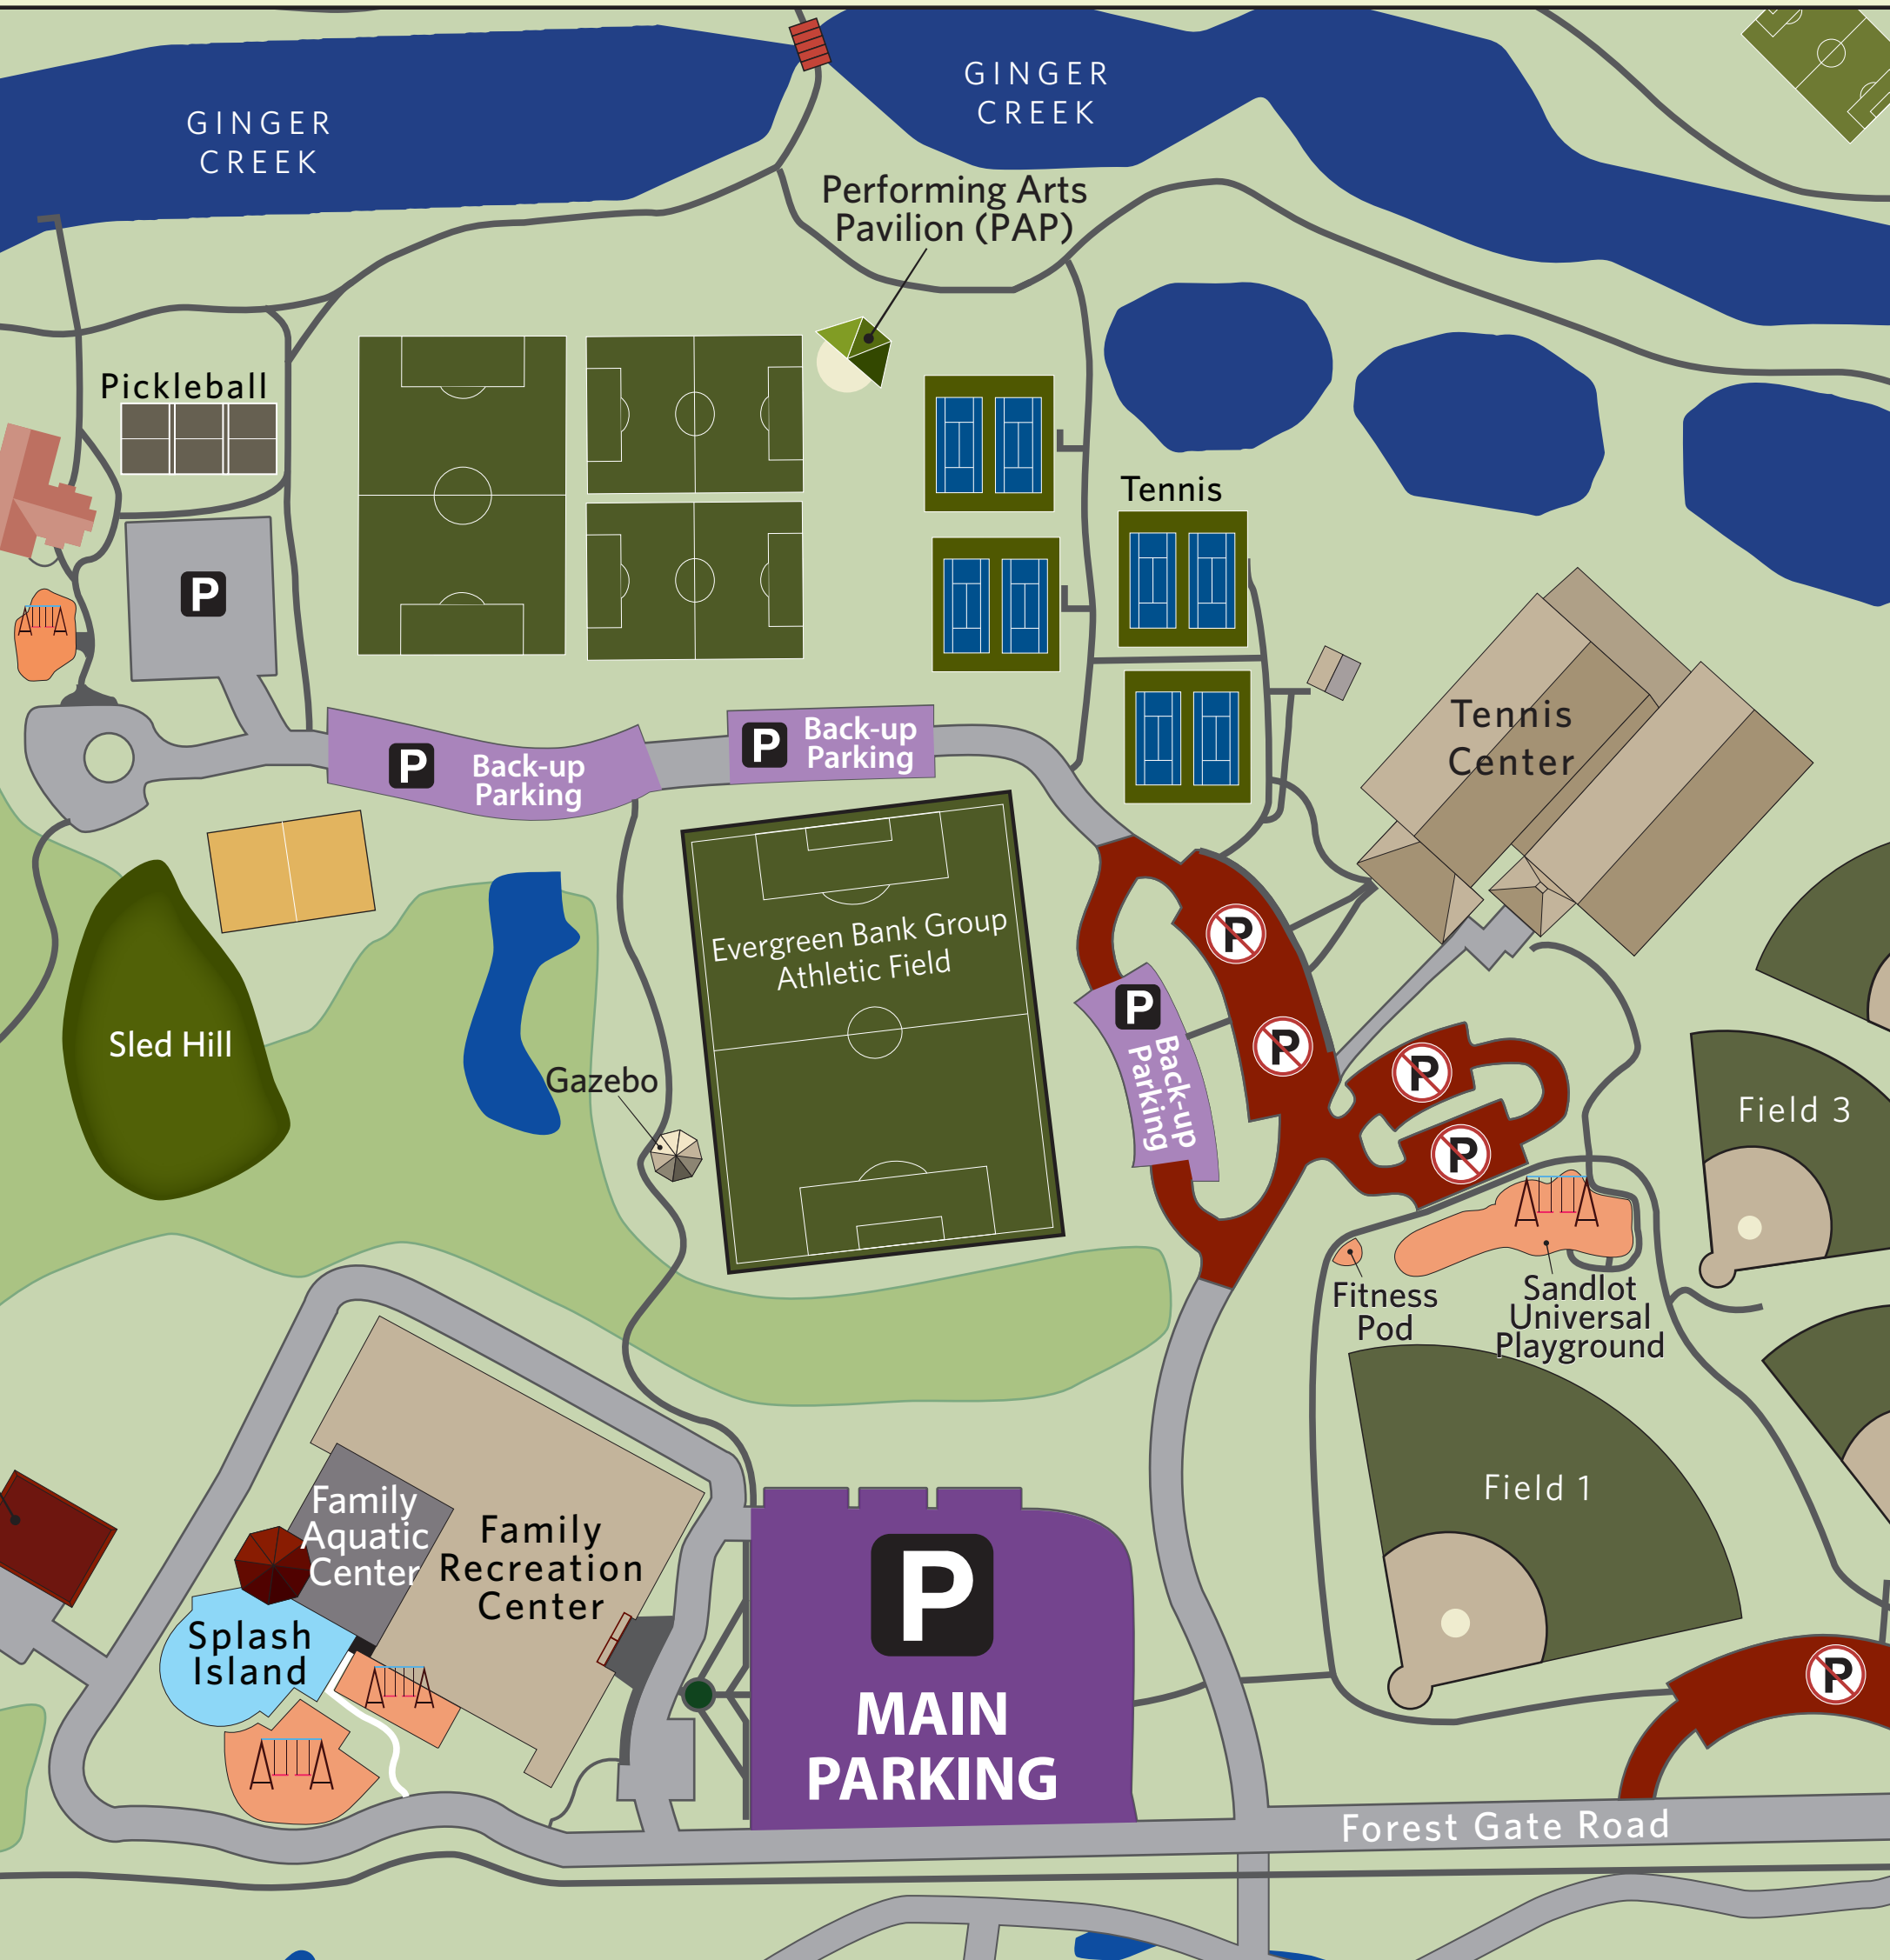 GINGER
CREEK
GINGER
CREEK
Performing Arts
Pavilion (PAP)
Pickleball
Tennis
P
Tennis
Center
P
Back-up
Parking
P
Back-up
Parking
Evergreen Bank Group
Athletic Field
P
P
Back-up
Parking
P
P
P
Sled Hill
Gazebo
Field 3
Fitness
Pod
Sandlot
Universal
Playground
Field 1
Family
Aquatic
Center
Family
Recreation
Center
Splash
Island
P
MAIN
PARKING
P
Forest Gate Road